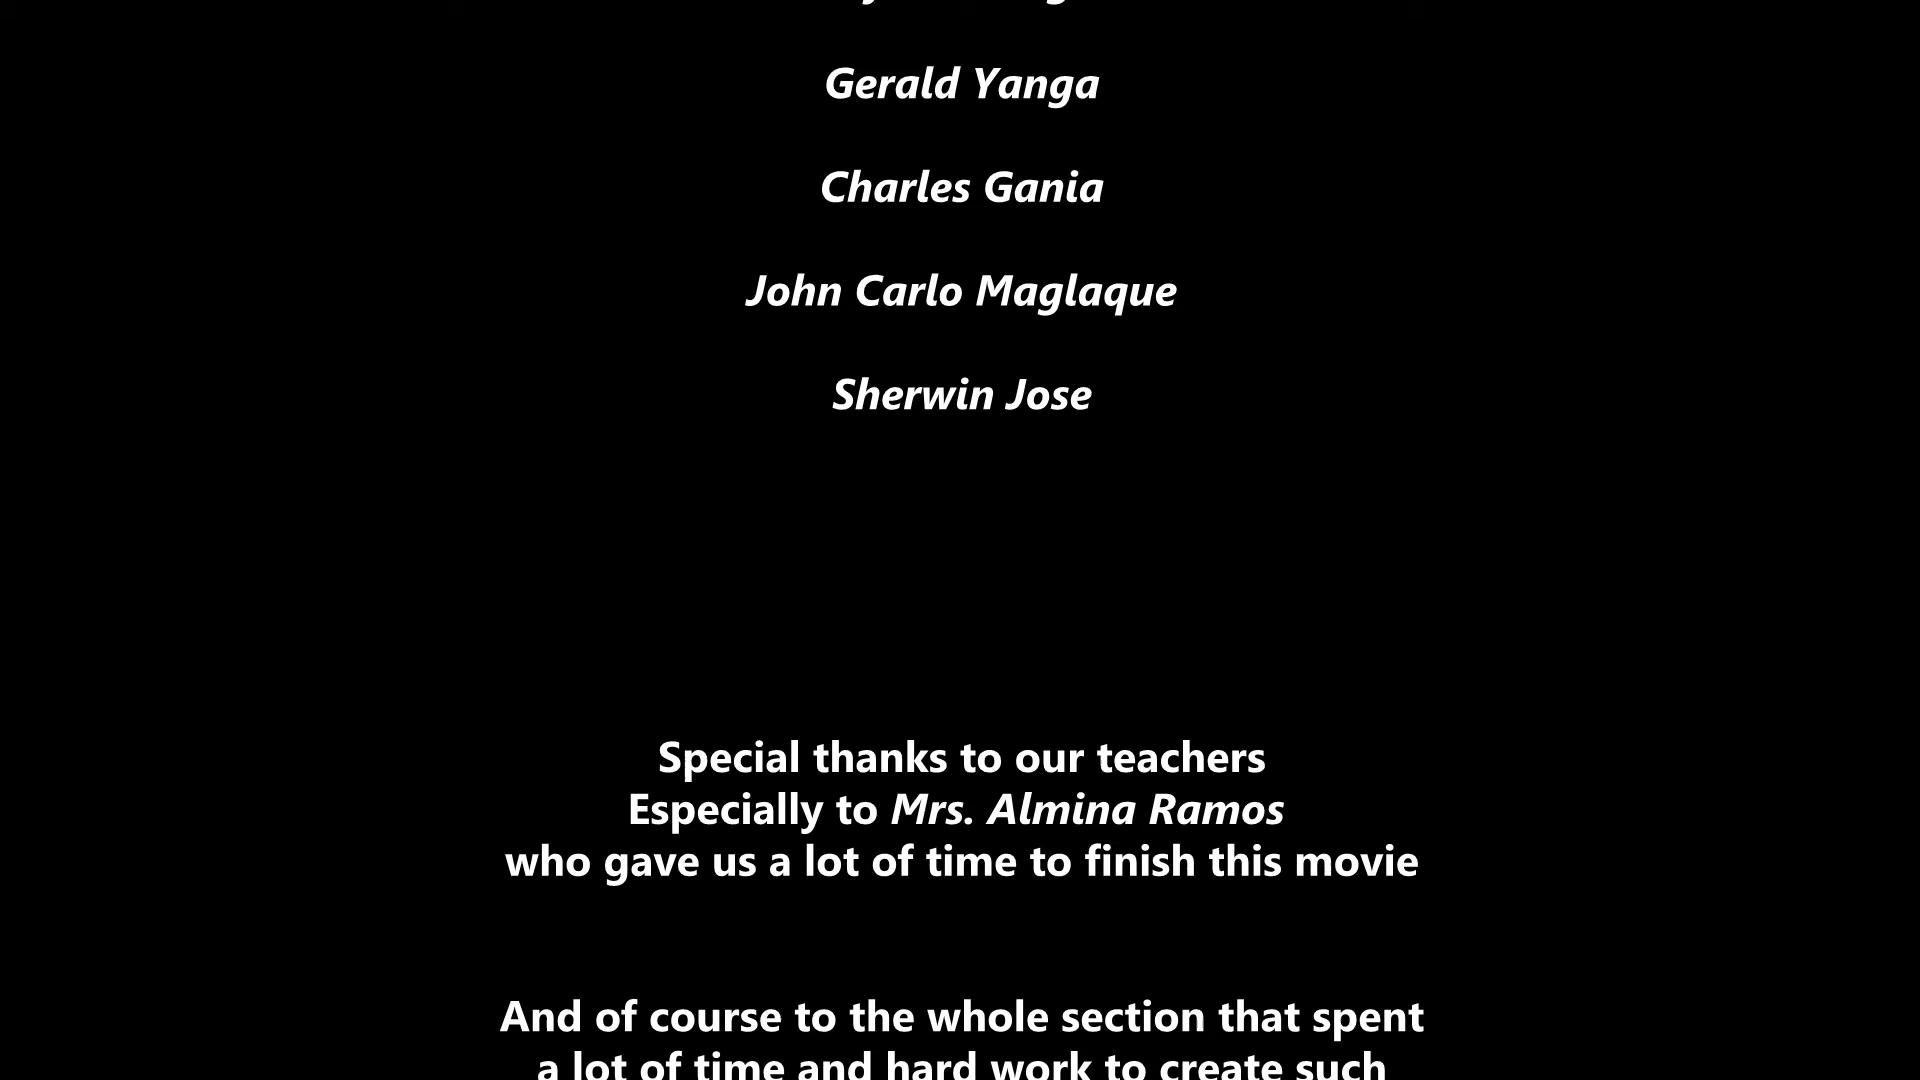 Gerald Yanga
Charles Gania
John Carlo Maglaque
Sherwin Jose
Special thanks to our teachers
Especially to Mrs. Almina Ramos
who gave us a lot of time to finish this movie
And of course to the whole section that spent
a lot of time and hard work to create such